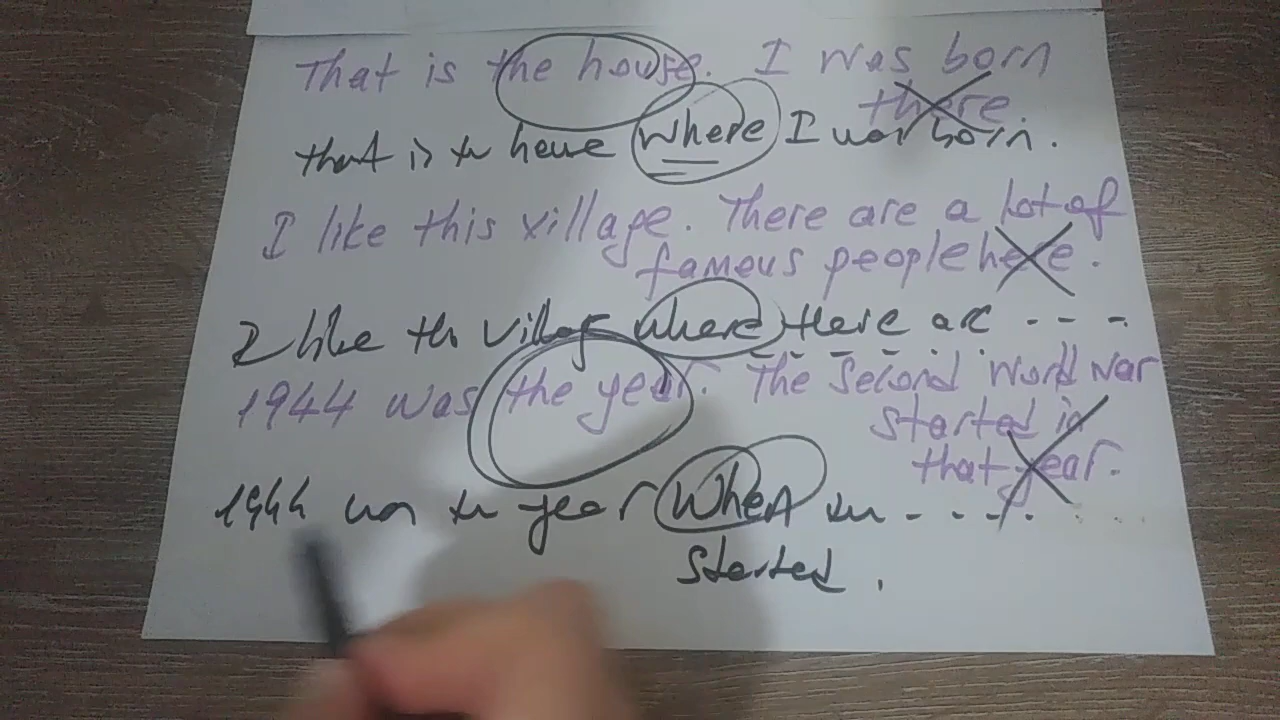 That is the house. I was born
there.
that is the house where I was born.
I like this village. There are a lot of
famous people here.
I like the village where there are - - -
1944 was the year. The Second World War
started in
that year.
1944 was the year when the - - - -
started.